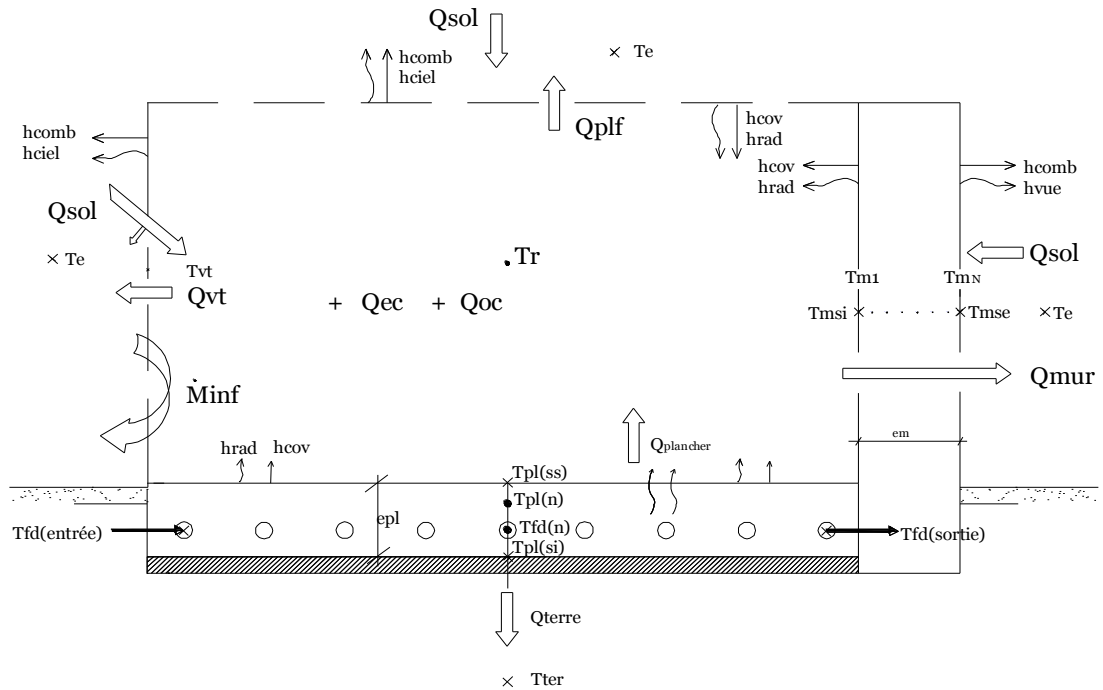 Qsol
Te
hcomb
hciel
Qplf
hcov
hrad
hcomb
hciel
hcov
hrad
hcomb
hvue
Qsol
Te
Tr
Qsol
Tvt
Qvt
+ Qec + Qoc
Tm1
TmN
Tmsi
Tmse
Te
Ṁinf
Qmur
em
hrad
hcov
Qplancher
Tpl(ss)
Tpl(n)
epl
Tfd(entrée)
Tfd(n)
Tfd(sortie)
Tpl(si)
Qterre
Tter